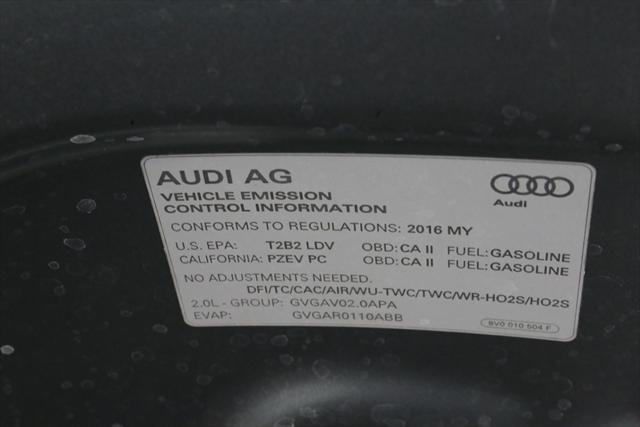 AUDI AG
Audi
VEHICLE EMISSION
CONTROL INFORMATION
CONFORMS TO REGULATIONS: 2016 MY
U.S. EPA: T2B2 LDV OBD: CA II FUEL: GASOLINE
CALIFORNIA: PZEV PC OBD: CA II FUEL: GASOLINE
NO ADJUSTMENTS NEEDED.
DFI/TC/CAC/AIR/WU-TWC/TWC/WR-HO2S/HO2S
2.0L - GROUP: GVGAV02.0APA
EVAP: GVGAR0110ABB
8V0 010 504 F